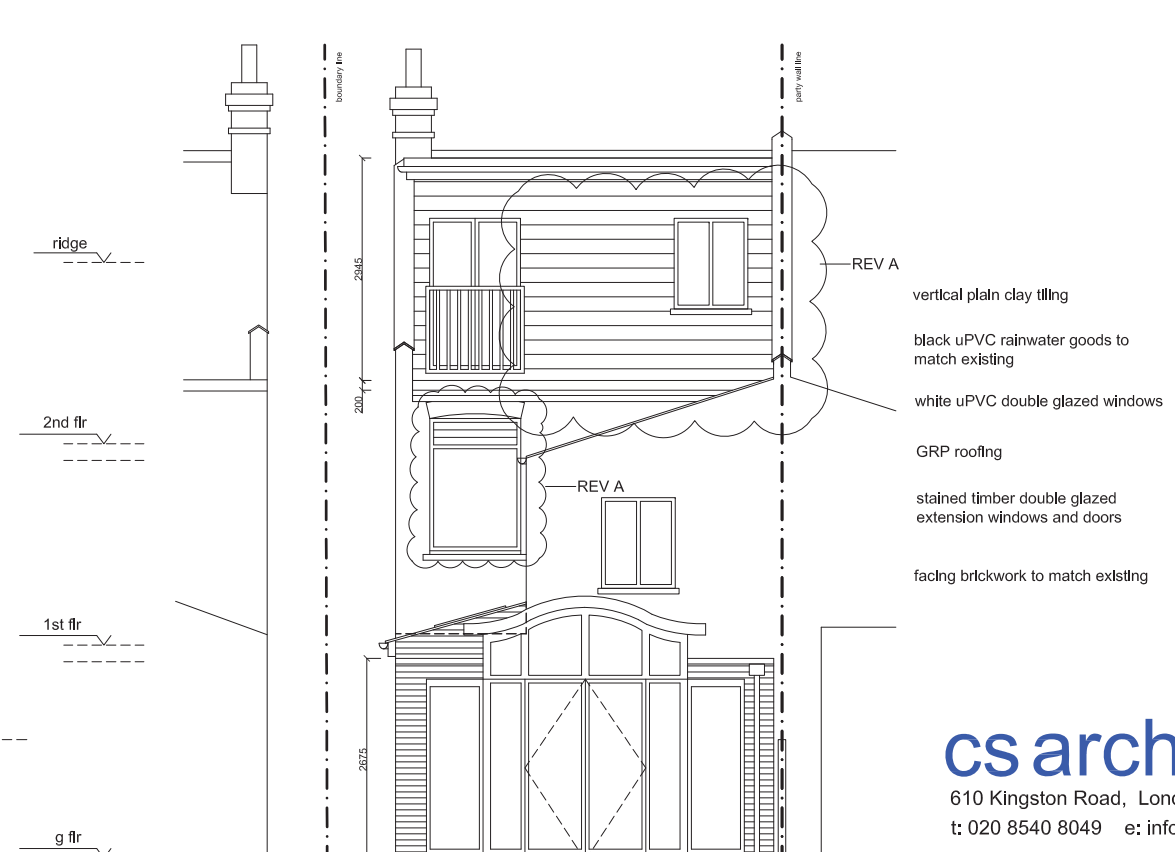 boundary line
party wall line
ridge
2945
REV A
vertical plain clay tiling
black uPVC rainwater goods to
match existing
200
white uPVC double glazed windows
2nd flr
GRP roofing
REV A
stained timber double glazed
extension windows and doors
facing brickwork to match existing
1st flr
2675
cs arch
610 Kingston Road, Lond
t: 020 8540 8049 e: info
g flr